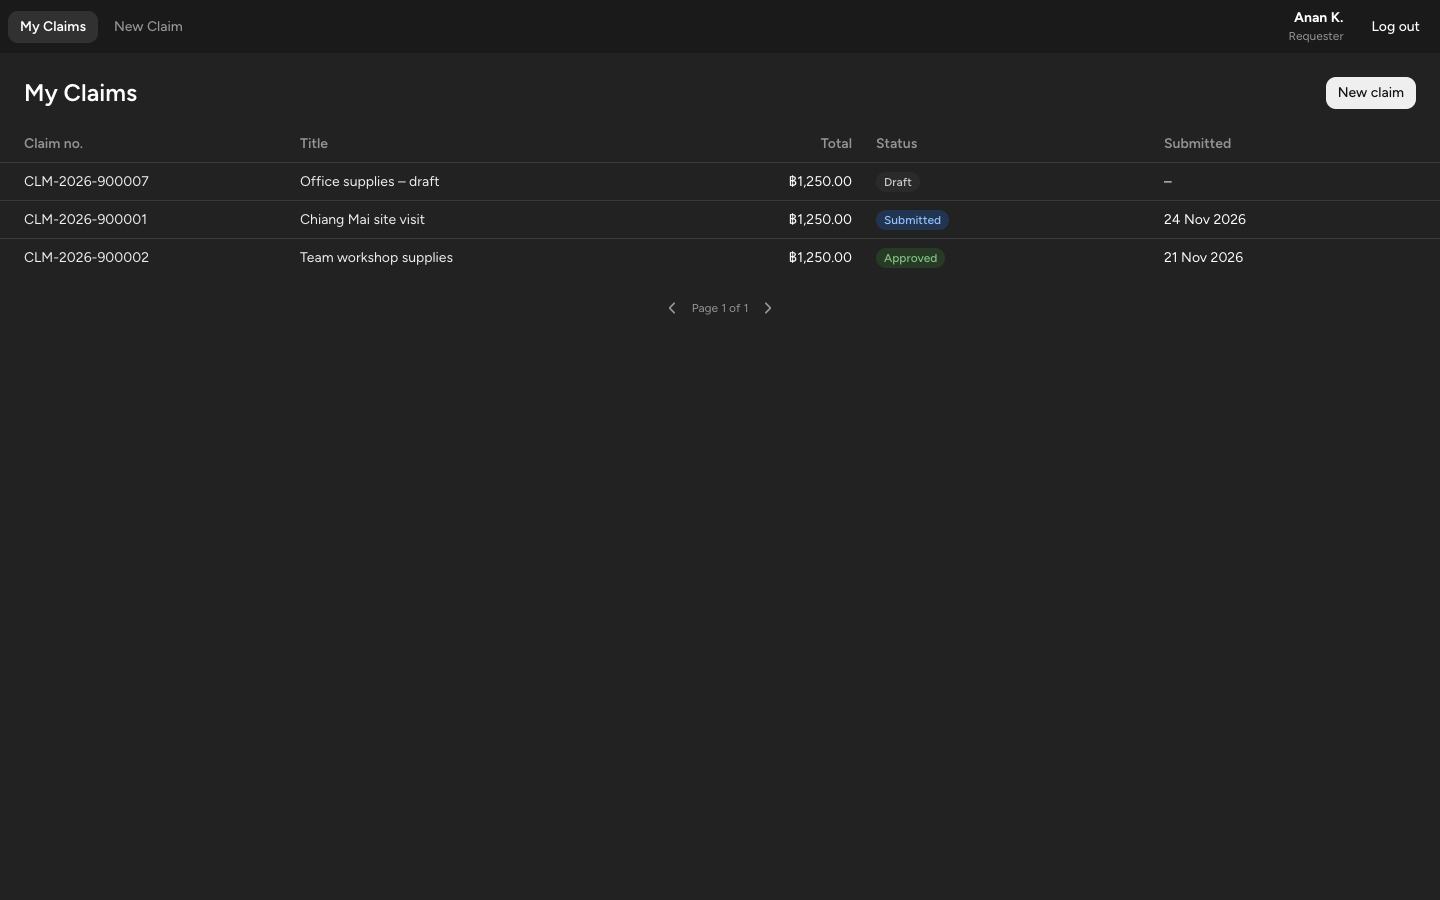 My Claims New Claim Anan K. Log out
Requester
My Claims New claim
Claim no. Title Total Status Submitted
CLM-2026-900007 Office supplies – draft ฿1,250.00 Draft –
CLM-2026-900001 Chiang Mai site visit ฿1,250.00 Submitted 24 Nov 2026
CLM-2026-900002 Team workshop supplies ฿1,250.00 Approved 21 Nov 2026
Page 1 of 1